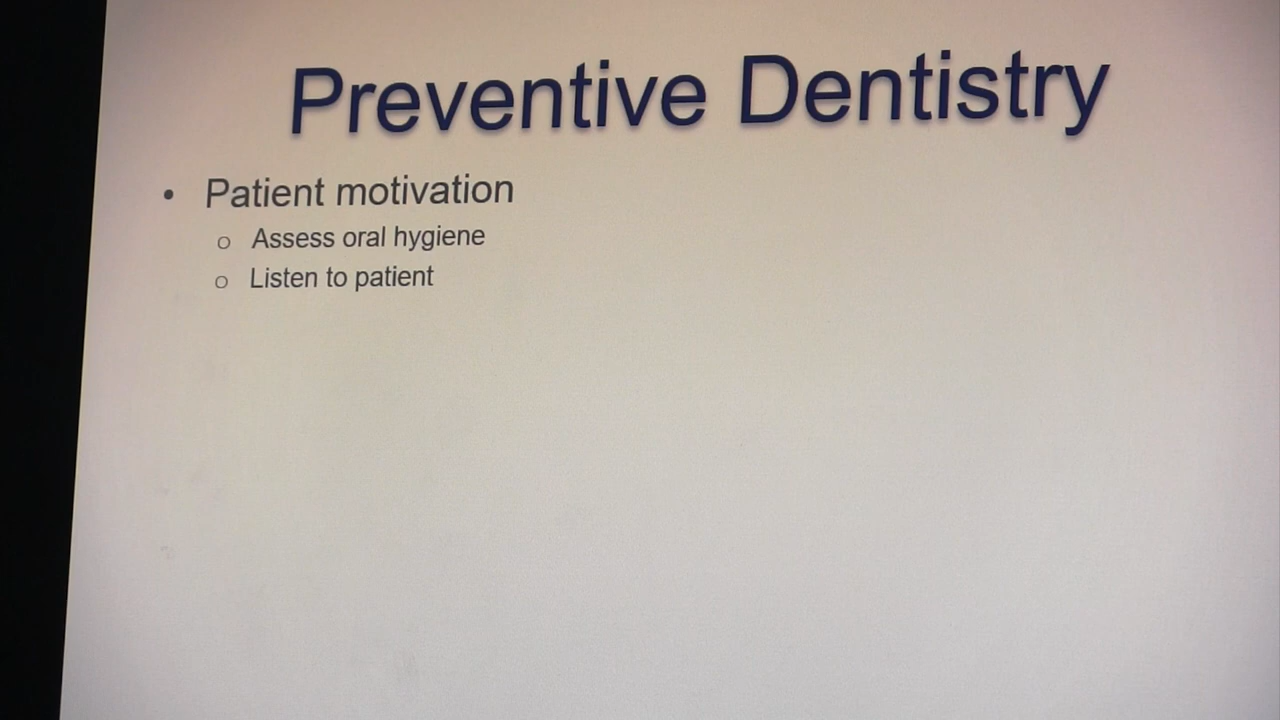 Preventive Dentistry
• Patient motivation
o Assess oral hygiene
o Listen to patient